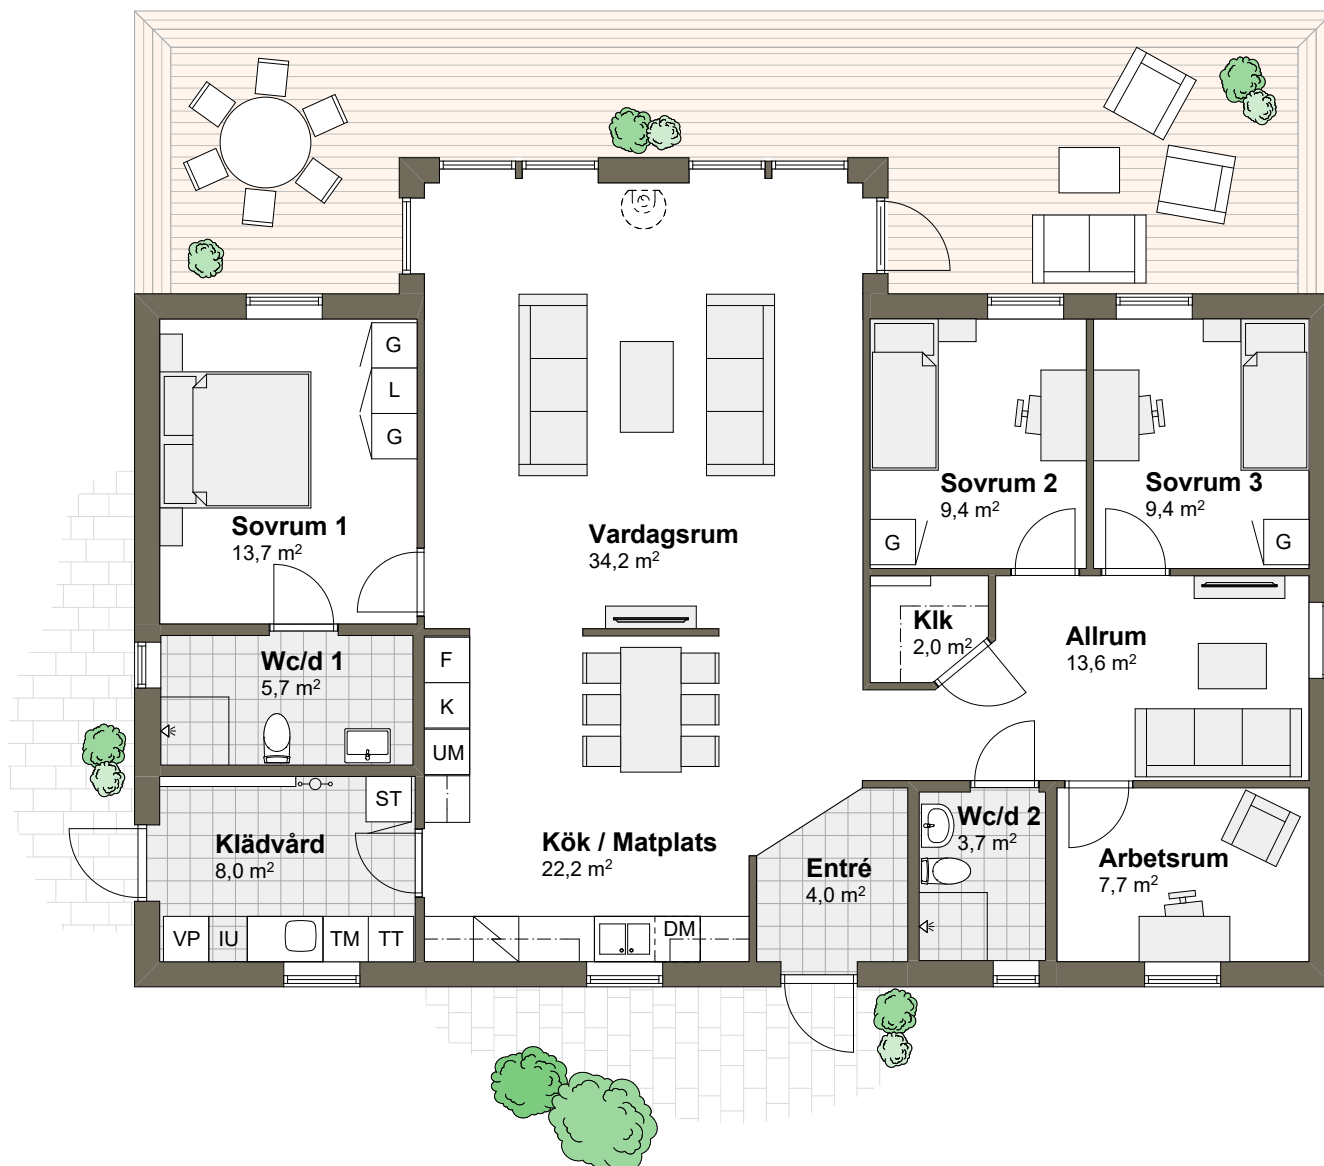 G
L
G
Sovrum 1
13,7 m²
Vardagsrum
34,2 m²
Sovrum 2
9,4 m²
G
Sovrum 3
9,4 m²
G
Klk
2,0 m²
Allrum
13,6 m²
Wc/d 1
5,7 m²
F
K
UM
ST
Klädvård
8,0 m²
VP
IU
TM
TT
Kök / Matplats
22,2 m²
DM
Entré
4,0 m²
Wc/d 2
3,7 m²
Arbetsrum
7,7 m²